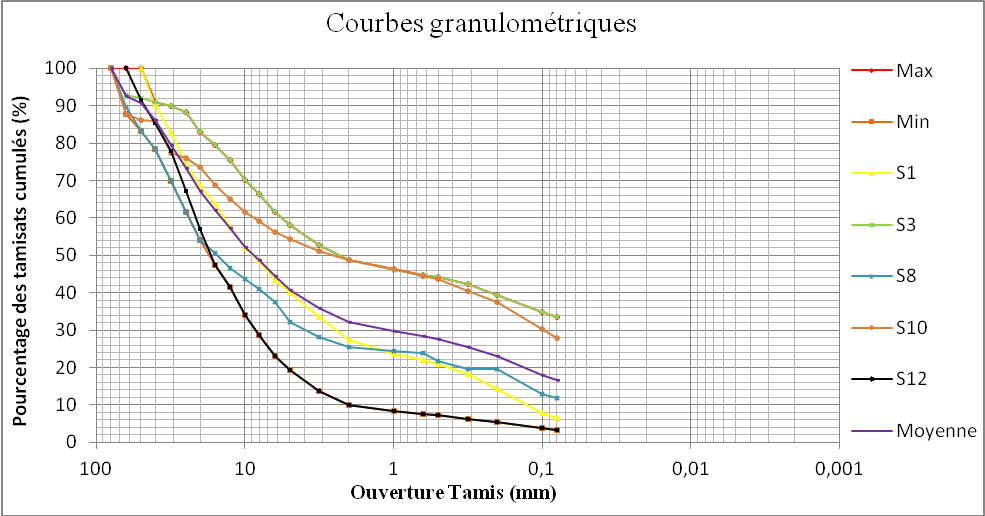 Courbes granulométriques
Pourcentage des tamisats cumulés (%)
100
90
80
70
60
50
40
30
20
10
0
100
10
1
0,1
0,01
0,001
Ouverture Tamis (mm)
Max
Min
S1
S3
S8
S10
S12
Moyenne